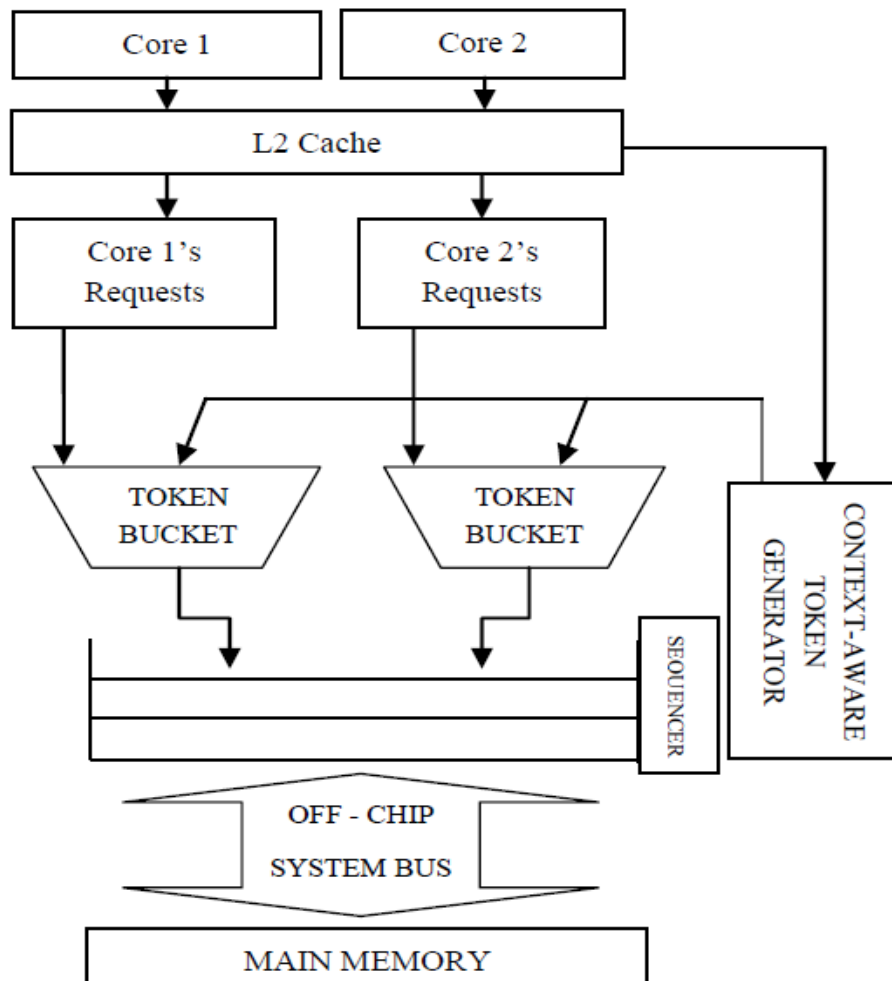 Core 1
Core 2
L2 Cache
Core 1's
Requests
Core 2's
Requests
TOKEN
BUCKET
TOKEN
BUCKET
CONTEXT-AWARE
TOKEN
GENERATOR
SEQUENCER
OFF - CHIP
SYSTEM BUS
MAIN MEMORY